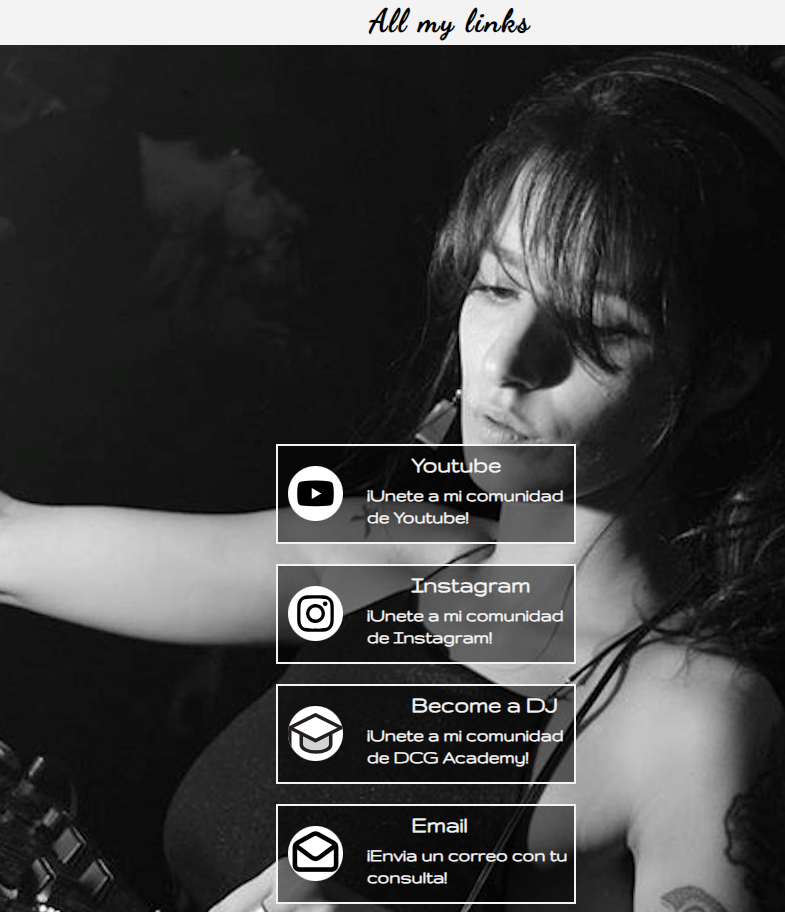 All my links
Youtube
¡Unete a mi comunidad
de Youtube!
Instagram
¡Unete a mi comunidad
de Instagram!
Become a DJ
¡Unete a mi comunidad
de DCG Academy!
Email
¡Envia un correo con tu
consulta!